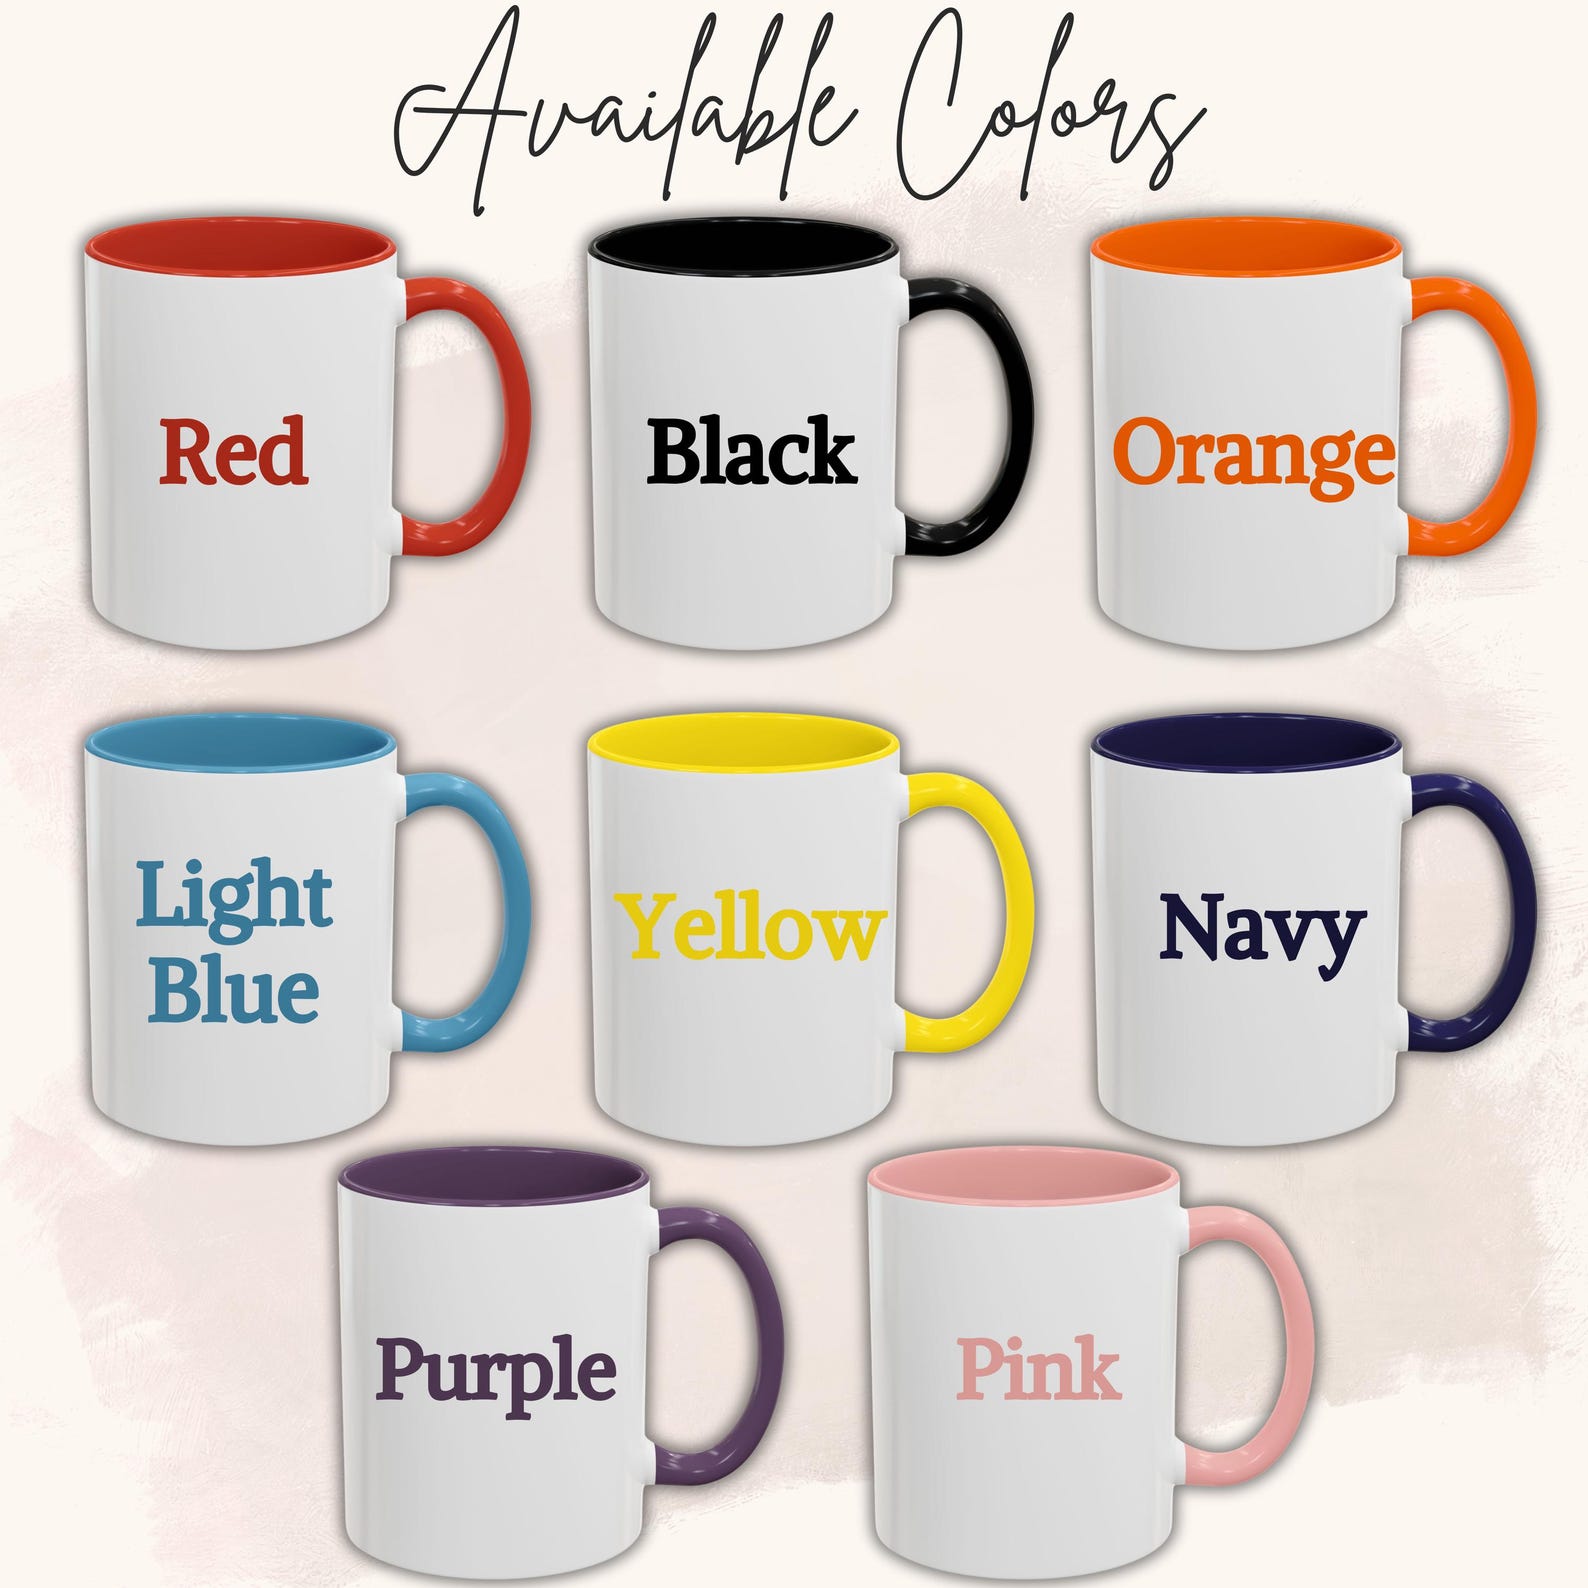 Available Colors
Red
Black
Orange
Light
Blue
Yellow
Navy
Purple
Pink